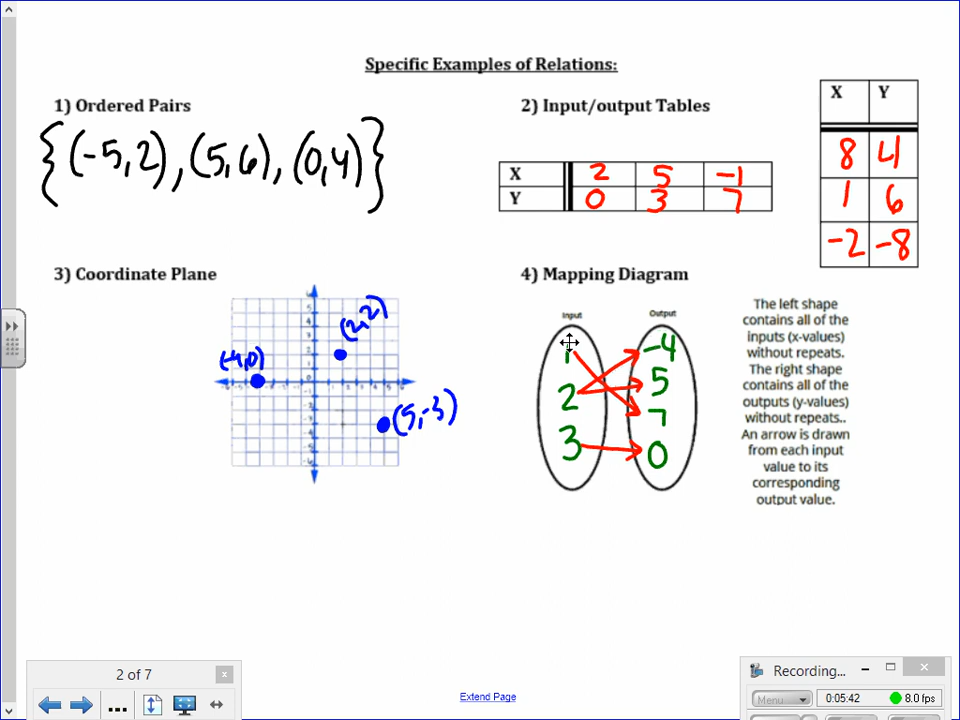 Specific Examples of Relations:
1) Ordered Pairs
{(-5,2), (5,6), (0,4)}
2) Input/output Tables
X 2 5 -1
Y 0 3 7
X Y
8 4
1 6
-2 -8
3) Coordinate Plane
(2,2)
(-4,0)
(5,-3)
4) Mapping Diagram
Input Output
1 -4
2 5
7
3 0
The left shape
contains all of the
inputs (x-values)
without repeats.
The right shape
contains all of the
outputs (y-values)
without repeats..
An arrow is drawn
from each input
value to its
corresponding
output value.
2 of 7
Extend Page
Recording...
Menu 0:05:42 8.0 fps